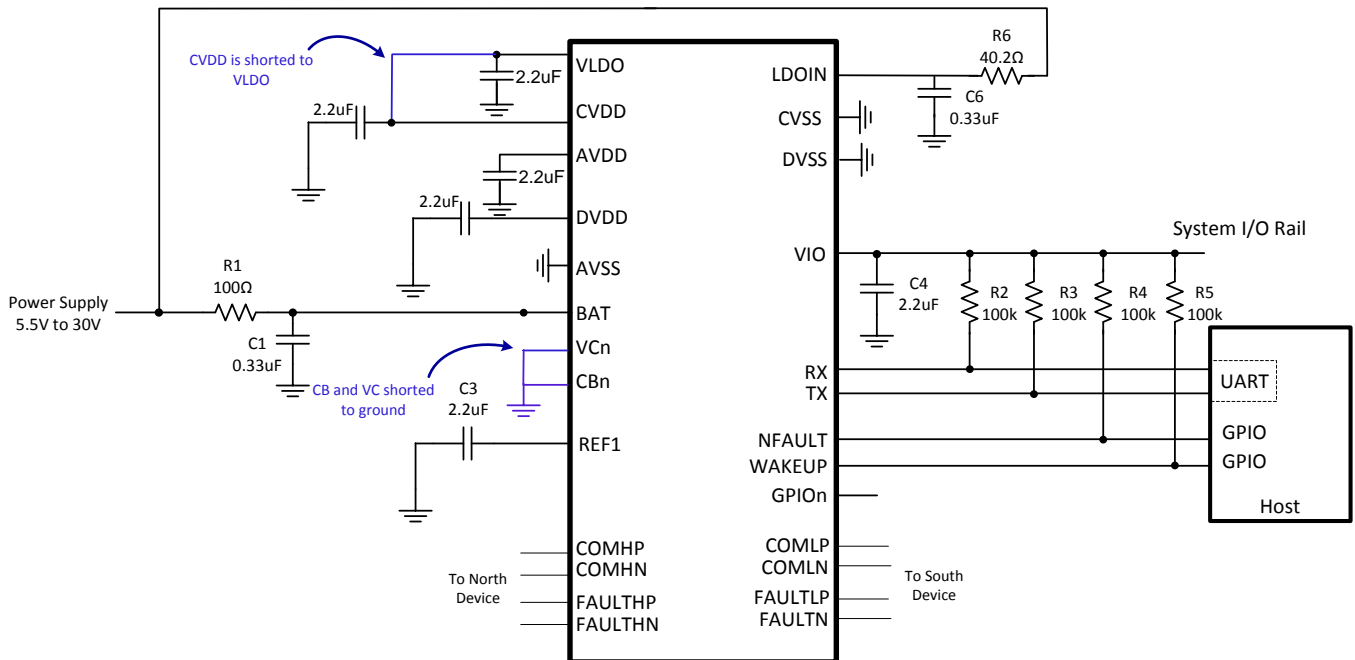 CVDD is shorted to
VLDO
2.2uF
2.2uF
2.2uF
2.2uF
R1
100Ω
Power Supply
5.5V to 30V
C1
0.33uF
CB and VC shorted
to ground
C3
2.2uF
To North
Device
VLDO
CVDD
AVDD
DVDD
AVSS
BAT
VCn
CBn
REF1
COMHP
COMHN
FAULTHP
FAULTHN
LDOIN
CVSS
DVSS
VIO
RX
TX
NFAULT
WAKEUP
GPIOn
COMLP
COMLN
FAULTLP
FAULTN
R6
40.2Ω
C6
0.33uF
System I/O Rail
C4
2.2uF
R2
100k
R3
100k
R4
100k
R5
100k
UART
GPIO
GPIO
Host
To South
Device